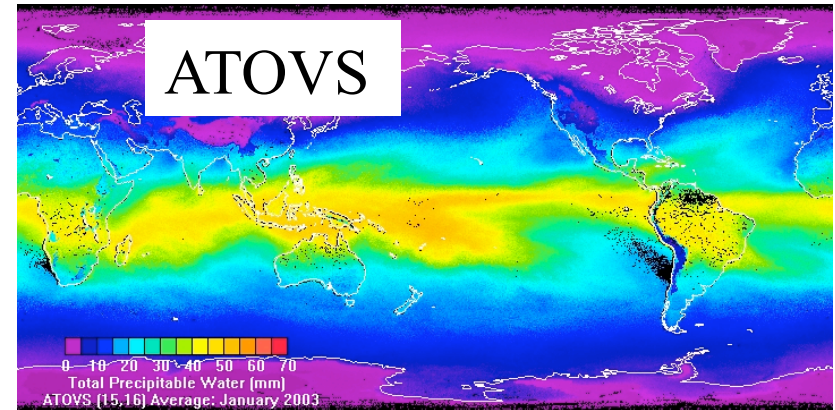 ATOVS
0 10 20 30 40 50 60 70
Total Precipitable Water (mm)
ATOVS (15,16) Average: January 2003